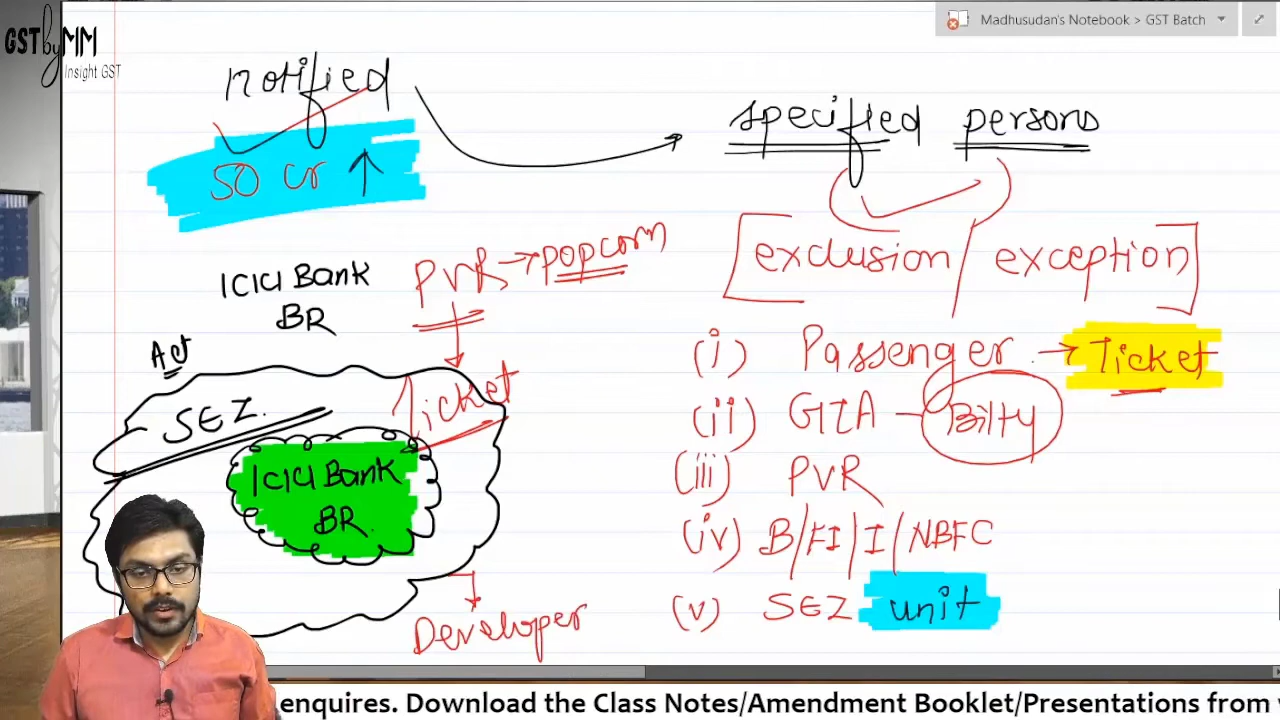 GST by MM
Insight GST
Madhusudan's Notebook > GST Batch
notified
50 cr ↑
specified persons
[exclusion / exception]
PVR → popcorn
Ticket
ICICI Bank
BR
Act
SEZ.
ICICI Bank
BR.
Developer
(i) Passenger → Ticket
(ii) GTA - Bilty
(iii) PVR
(iv) B/FI/I/NBFC
(v) SEZ unit
enquires. Download the Class Notes/Amendment Booklet/Presentations from